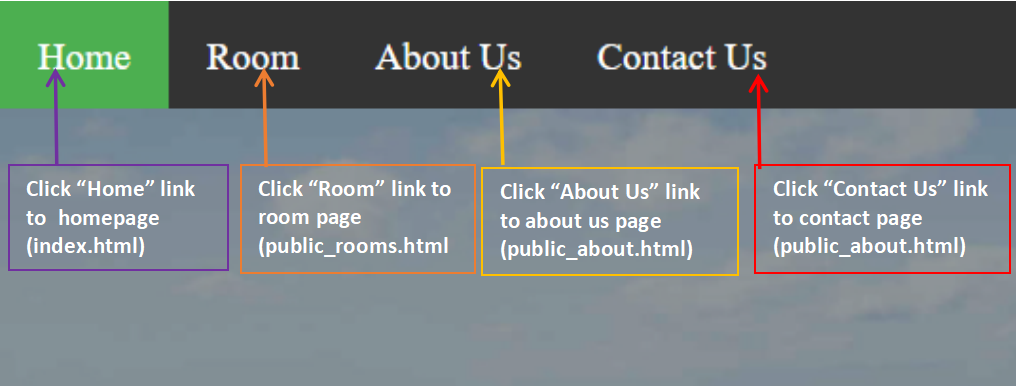 Home Room About Us Contact Us
Click “Home” link
to homepage
(index.html)
Click “Room” link to
room page
(public_rooms.html
Click “About Us” link
to about us page
(public_about.html)
Click “Contact Us” link
to contact page
(public_about.html)